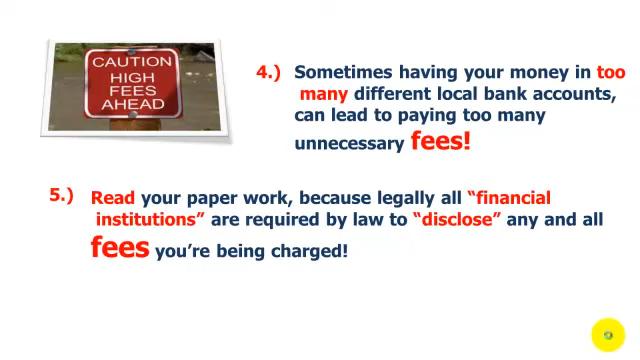 CAUTION
HIGH
FEES
AHEAD
4.) Sometimes having your money in too
many different local bank accounts,
can lead to paying too many
unnecessary fees!
5.) Read your paper work, because legally all “financial
institutions” are required by law to “disclose” any and all
fees you’re being charged!